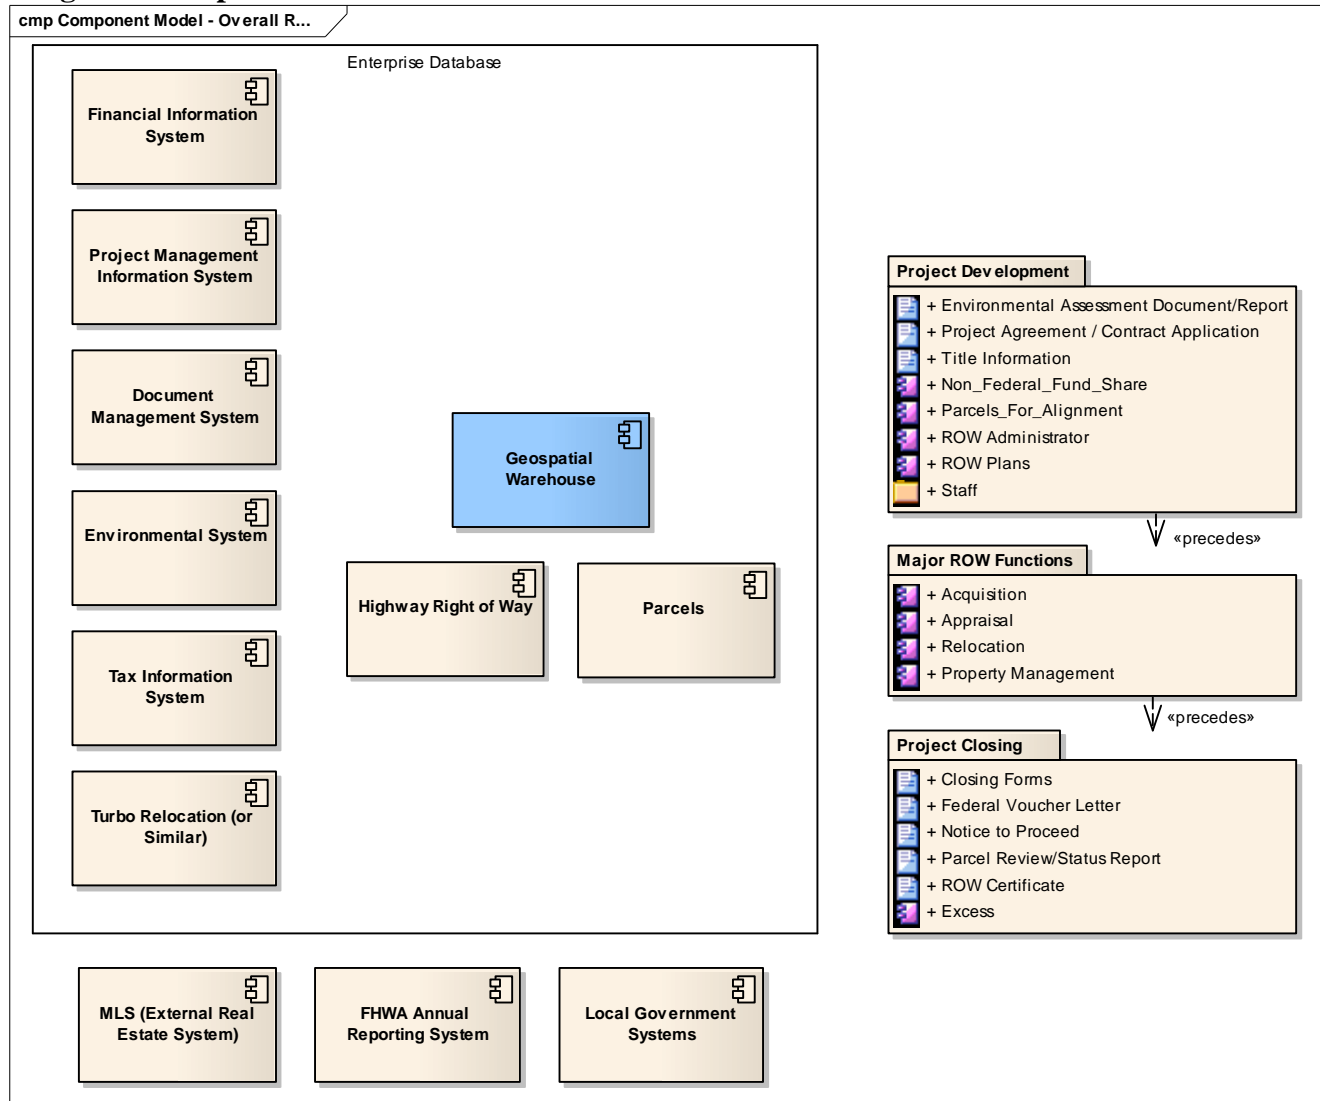 cmp Component Model - Overall R...
Enterprise Database
Financial Information
System
Project Management
Information System
Document
Management System
Environmental System
Tax Information
System
Turbo Relocation (or
Similar)
Geospatial
Warehouse
Highway Right of Way
Parcels
MLS (External Real
Estate System)
FHWA Annual
Reporting System
Local Government
Systems
Project Development
+ Environmental Assessment Document/Report
+ Project Agreement / Contract Application
+ Title Information
+ Non_Federal_Fund_Share
+ Parcels_For_Alignment
+ ROW Administrator
+ ROW Plans
+ Staff
«precedes»
Major ROW Functions
+ Acquisition
+ Appraisal
+ Relocation
+ Property Management
«precedes»
Project Closing
+ Closing Forms
+ Federal Voucher Letter
+ Notice to Proceed
+ Parcel Review/Status Report
+ ROW Certificate
+ Excess